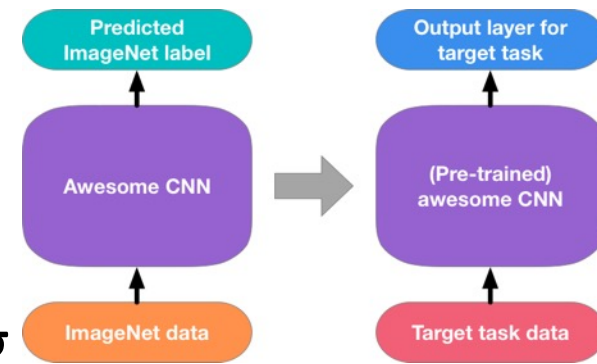 Predicted
ImageNet label
Output layer for
target task
Awesome CNN
(Pre-trained)
awesome CNN
ImageNet data
Target task data